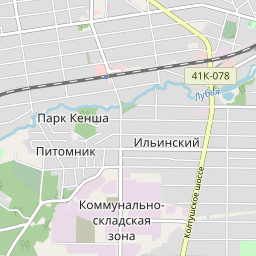 41К-078
Лубья
Парк Кенша
Ильинский
Питомник
Коммунально-
складская
зона
Колтушское шоссе